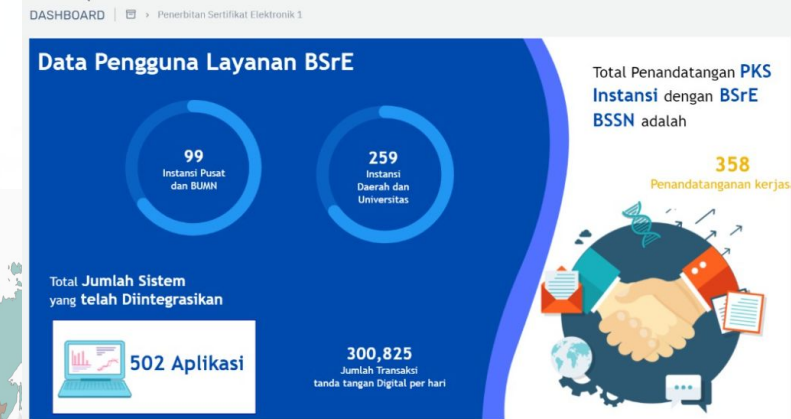 DASHBOARD > Penerbitan Sertifikat Elektronik 1
Data Pengguna Layanan BSrE
99
Instansi Pusat
dan BUMN
259
Instansi
Daerah dan
Universitas
Total Jumlah Sistem
yang telah Diintegrasikan
502 Aplikasi
300,825
Jumlah Transaksi
tanda tangan Digital per hari
Total Penandatangan PKS
Instansi dengan BSrE
BSSN adalah
358
Penandatanganan kerjas